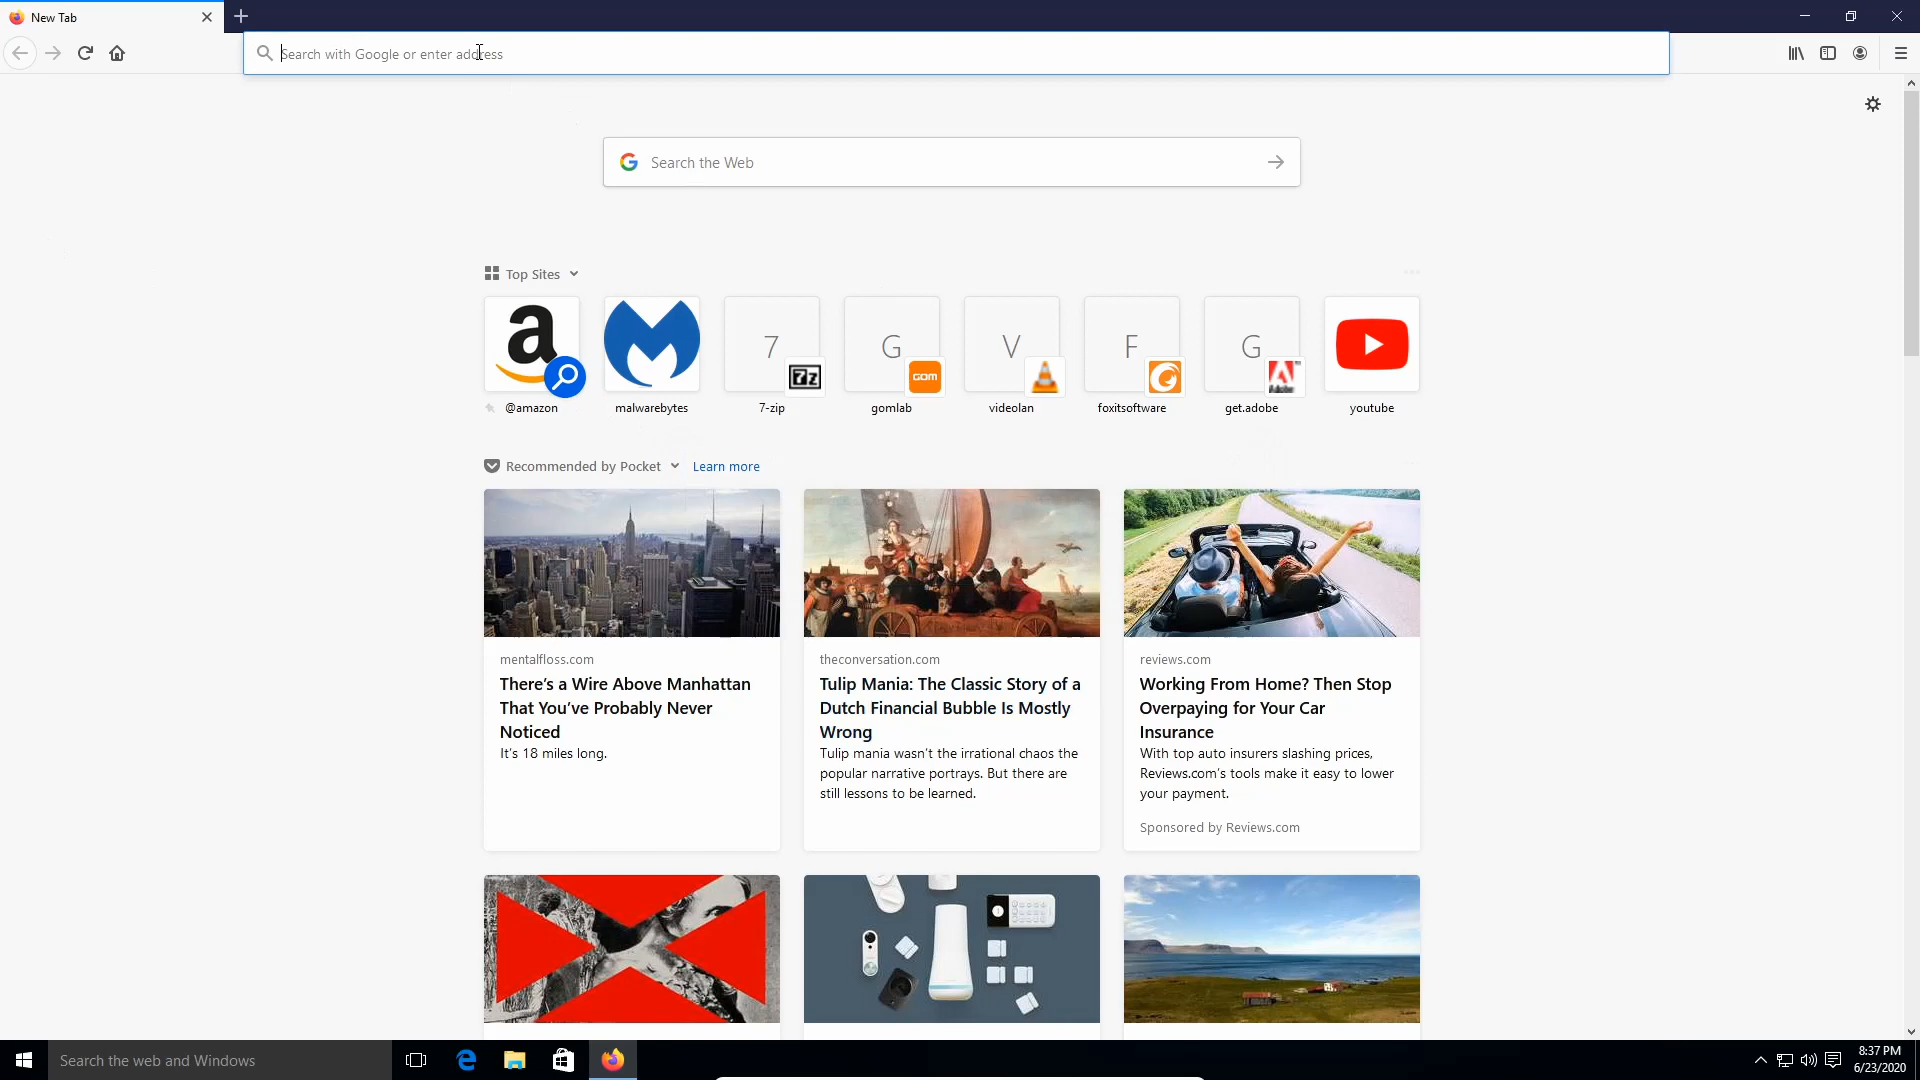 New Tab
Search with Google or enter address
Search the Web
Top Sites
a
7
7z
G
GOM
V
F
G
Adobe
@amazon
malwarebytes
7-zip
gomlab
videolan
foxitsoftware
get.adobe
youtube
Recommended by Pocket
Learn more
mentalfloss.com
There's a Wire Above Manhattan
That You've Probably Never
Noticed
It's 18 miles long.
theconversation.com
Tulip Mania: The Classic Story of a
Dutch Financial Bubble Is Mostly
Wrong
Tulip mania wasn't the irrational chaos the
popular narrative portrays. But there are
still lessons to be learned.
reviews.com
Working From Home? Then Stop
Overpaying for Your Car
Insurance
With top auto insurers slashing prices,
Reviews.com's tools make it easy to lower
your payment.
Sponsored by Reviews.com
Search the web and Windows
8:37 PM
6/23/2020